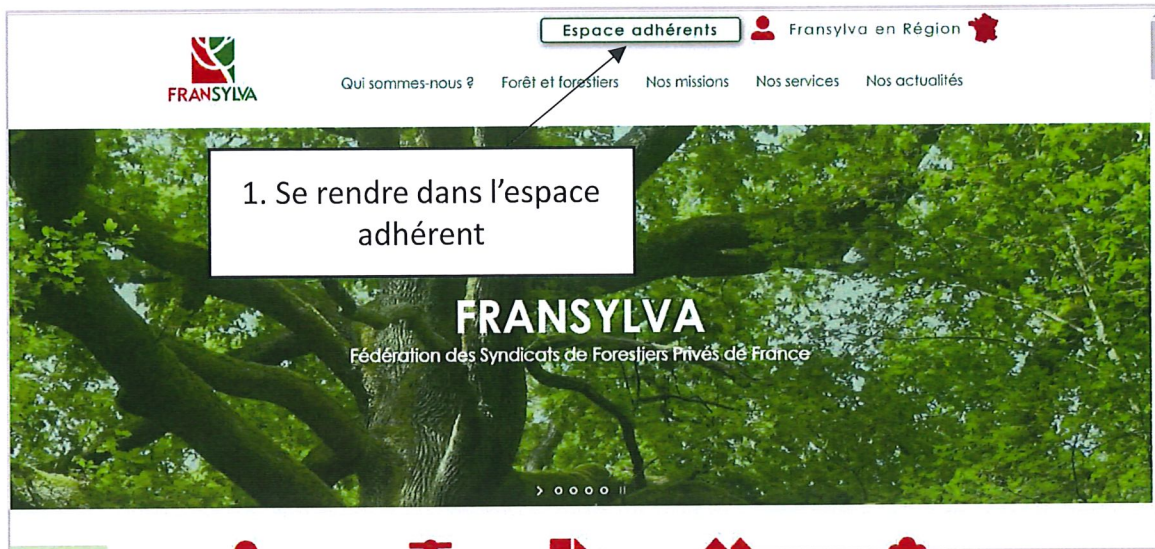 Espace adhérents
Fransylva en Région
FRANSYLVA
Qui sommes-nous ? Forêt et forestiers Nos missions Nos services Nos actualités
1. Se rendre dans l'espace
adhérent
FRANSYLVA
Fédération des Syndicats de Forestiers Privés de France